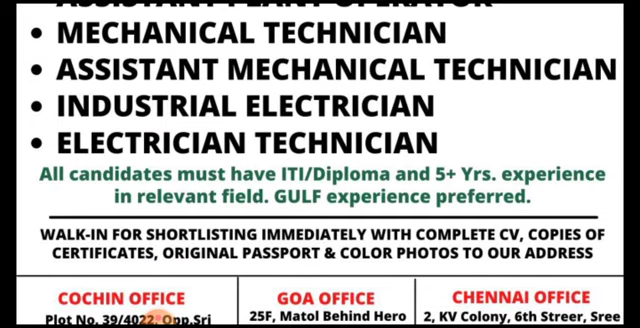 ASSISTANT PLANT OPERATOR
• MECHANICAL TECHNICIAN
• ASSISTANT MECHANICAL TECHNICIAN
• INDUSTRIAL ELECTRICIAN
• ELECTRICIAN TECHNICIAN
All candidates must have ITI/Diploma and 5+ Yrs. experience
in relevant field. GULF experience preferred.
WALK-IN FOR SHORTLISTING IMMEDIATELY WITH COMPLETE CV, COPIES OF
CERTIFICATES, ORIGINAL PASSPORT & COLOR PHOTOS TO OUR ADDRESS
COCHIN OFFICE
Plot No. 39/4022, Opp.Sri
GOA OFFICE
25F, Matol Behind Hero
CHENNAI OFFICE
2, KV Colony, 6th Streer, Sree